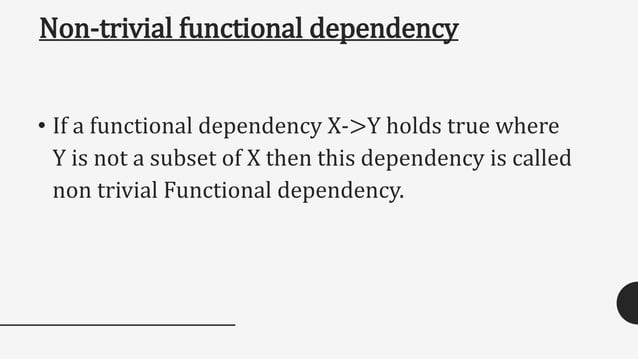 Non-trivial functional dependency
• If a functional dependency X->Y holds true where
Y is not a subset of X then this dependency is called
non trivial Functional dependency.